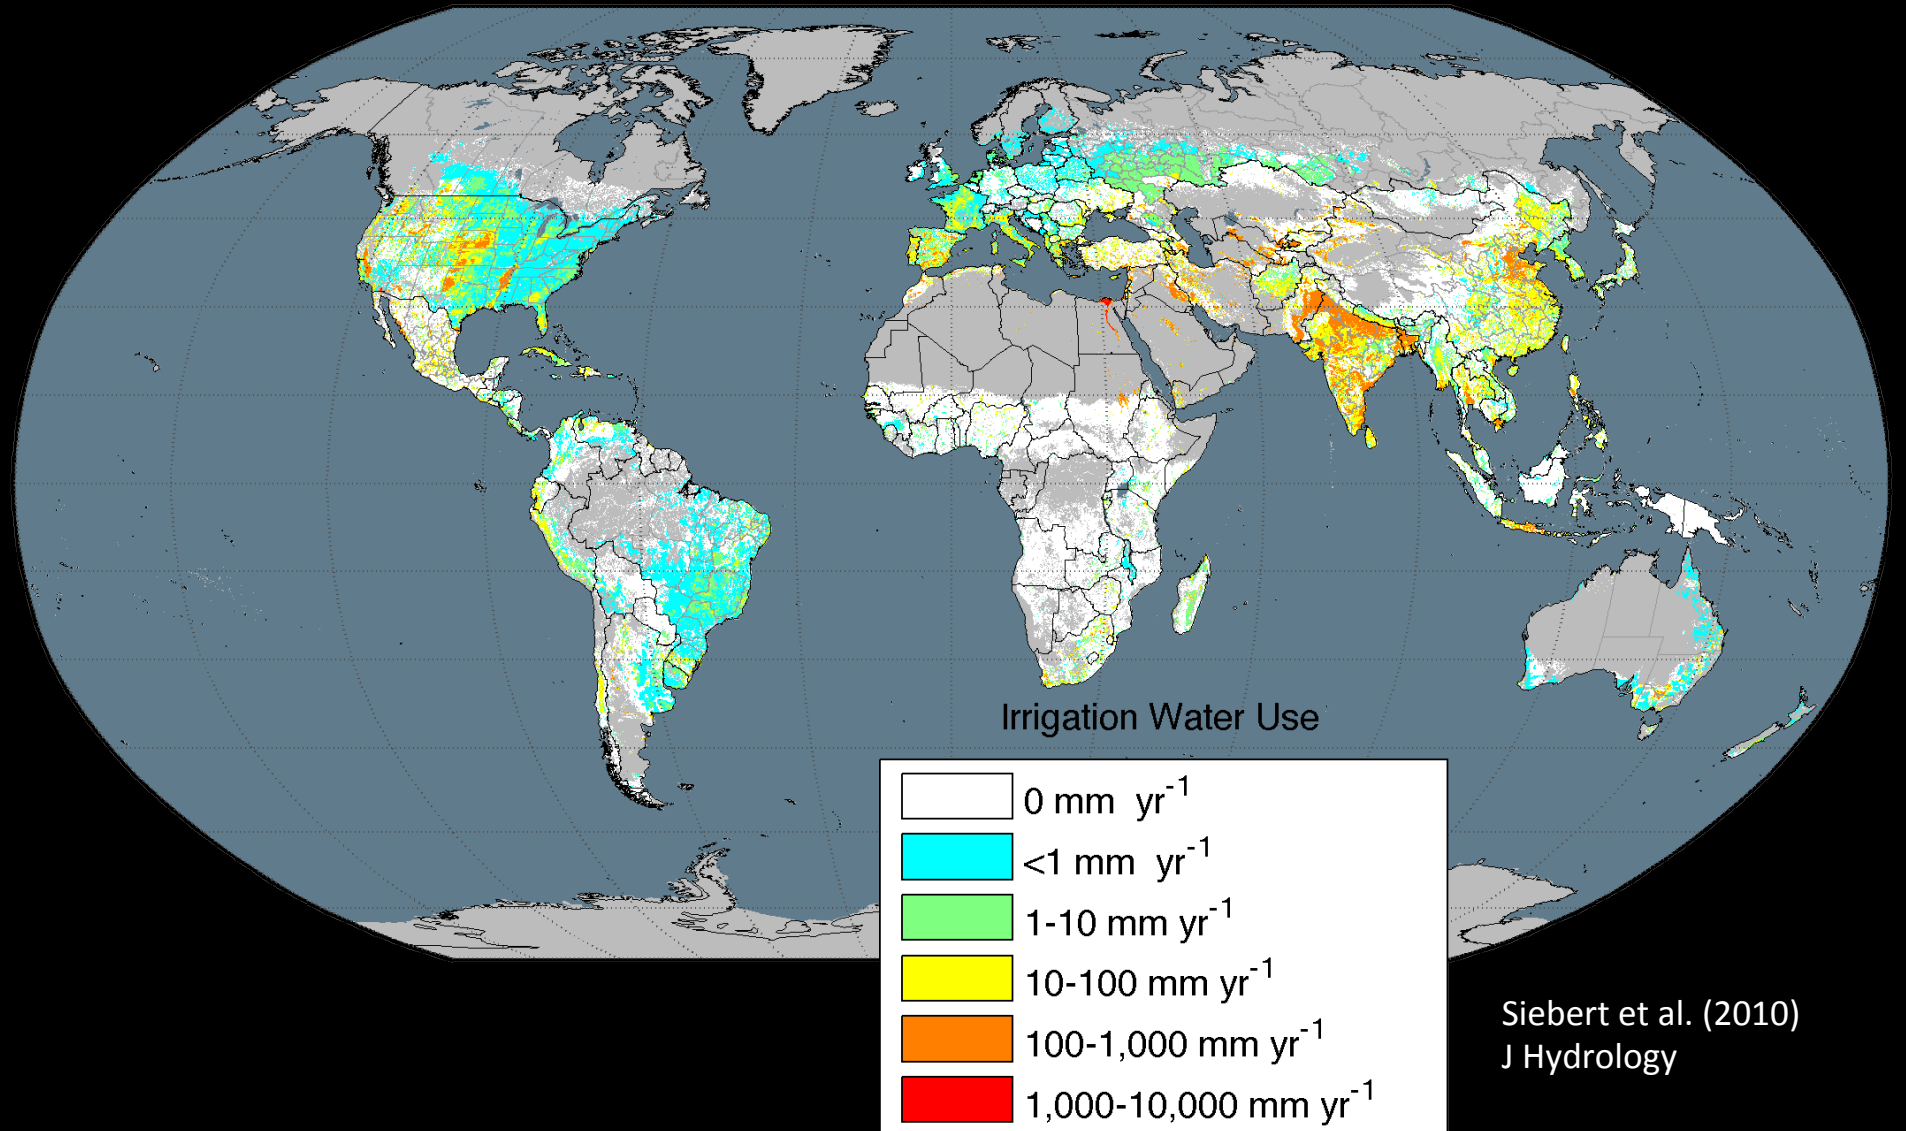 Irrigation Water Use
0 mm yr-1
<1 mm yr-1
1-10 mm yr-1
10-100 mm yr-1
100-1,000 mm yr-1
1,000-10,000 mm yr-1
Siebert et al. (2010)
J Hydrology